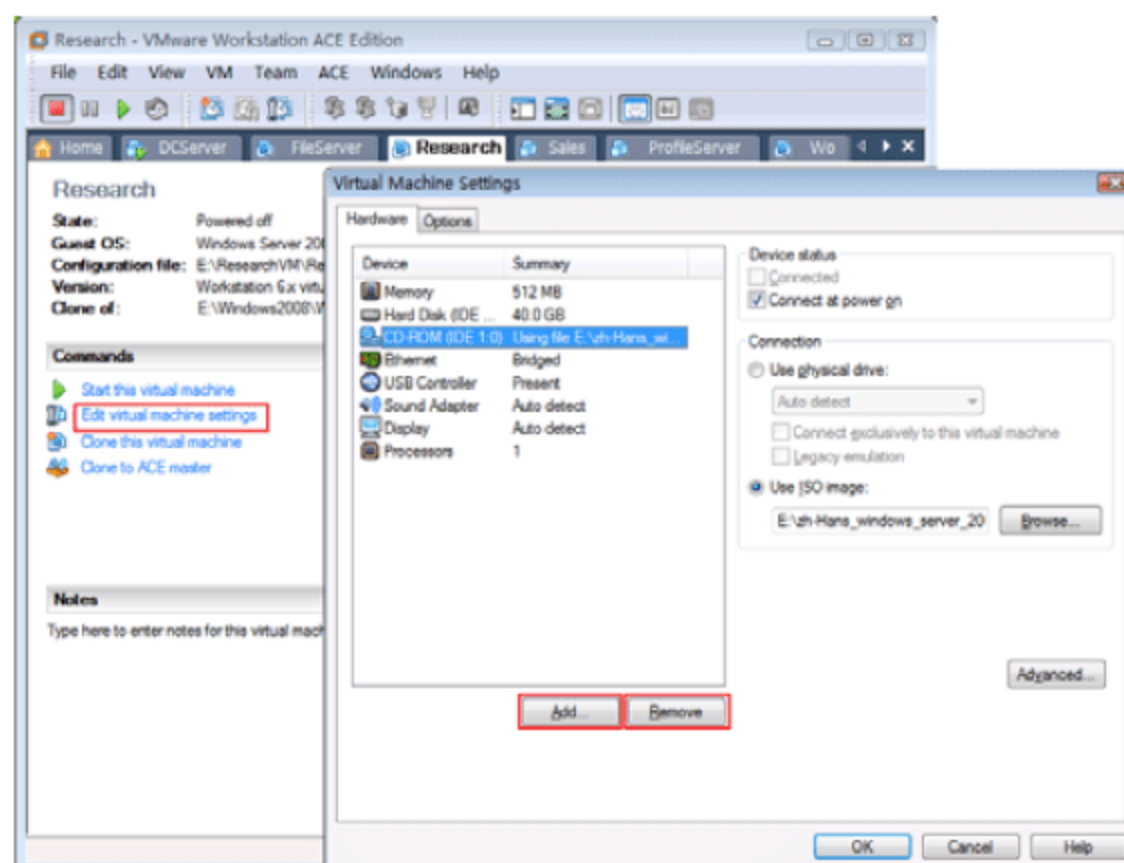 Research - VMware Workstation ACE Edition
File Edit View VM Team ACE Windows Help
Home DCServer FileServer Research Sales ProfileServer Wo
Research
State: Powered off
Guest OS: Windows Server 200
Configuration file: E:\ResearchVM\Re
Version: Workstation 6.x virtu
Clone of: E:\Windows2008\W
Commands
Start this virtual machine
Edit virtual machine settings
Clone this virtual machine
Clone to ACE master
Notes
Type here to enter notes for this virtual mach
Virtual Machine Settings
Hardware Options
Device Summary
Memory 512 MB
Hard Disk (IDE ... 40.0 GB
CD-ROM (IDE 1:0) Using file E:\zh-Hans_wi...
Ethernet Bridged
USB Controller Present
Sound Adapter Auto detect
Display Auto detect
Processors 1
Add... Remove
Device status
Connected
Connect at power on
Connection
Use physical drive:
Auto detect
Connect exclusively to this virtual machine
Legacy emulation
Use ISO image:
E:\zh-Hans_windows_server_20 Browse...
Advanced...
OK Cancel Help